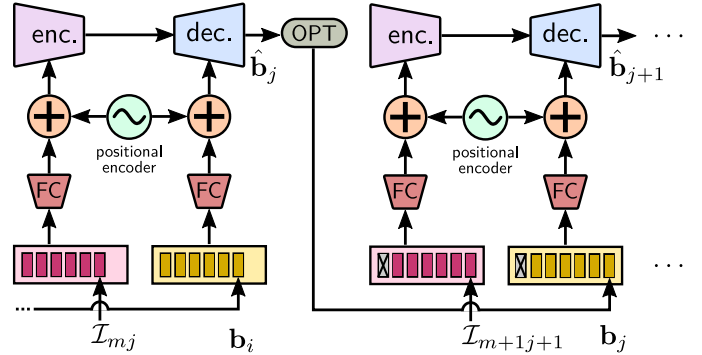 enc.
dec.
OPT
enc.
dec.
...
b̂_j
b̂_{j+1}
positional
encoder
positional
encoder
FC
FC
FC
FC
...
....
ℐ_{mj}
b_i
ℐ_{m+1j+1}
b_j